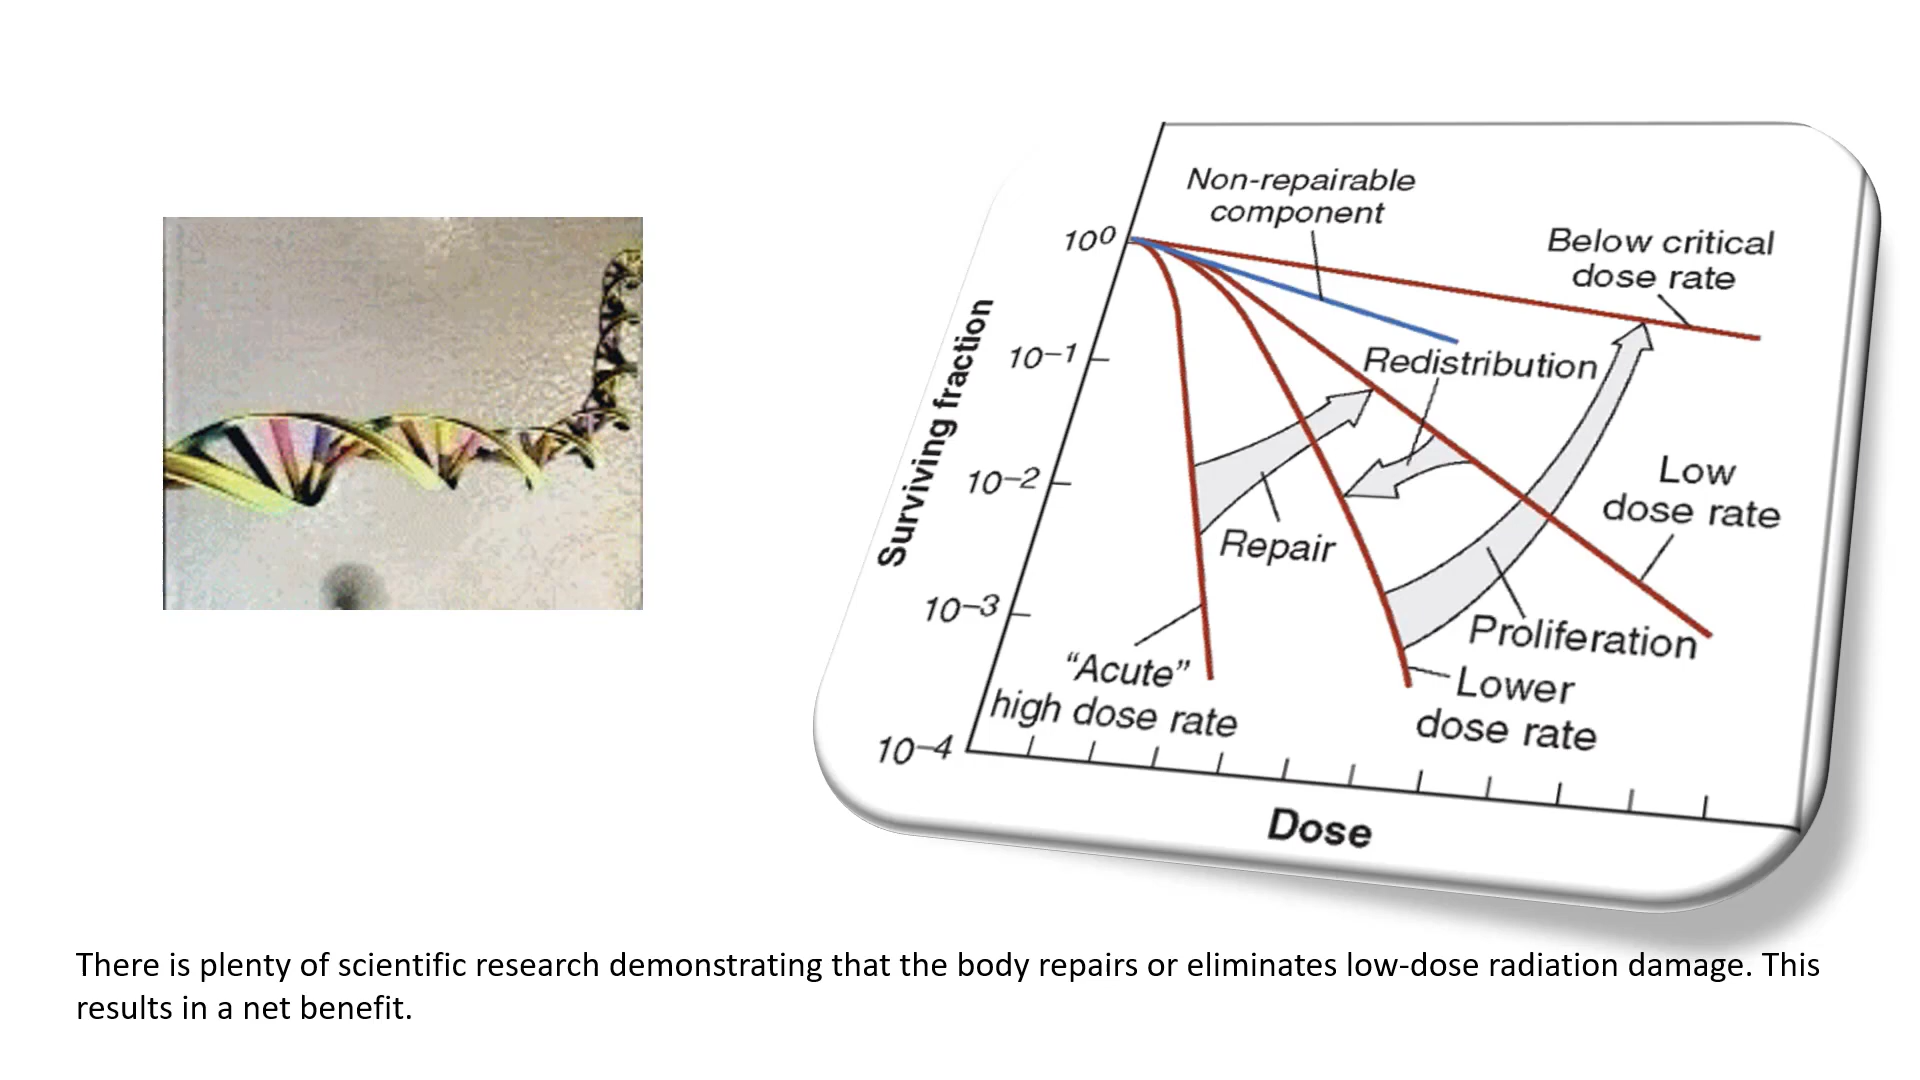 Non-repairable
component
Below critical
dose rate
10⁰
10⁻¹
10⁻²
10⁻³
10⁻⁴
Surviving fraction
Redistribution
Low
dose rate
Repair
Proliferation
“Acute”
high dose rate
Lower
dose rate
Dose
There is plenty of scientific research demonstrating that the body repairs or eliminates low-dose radiation damage. This
results in a net benefit.